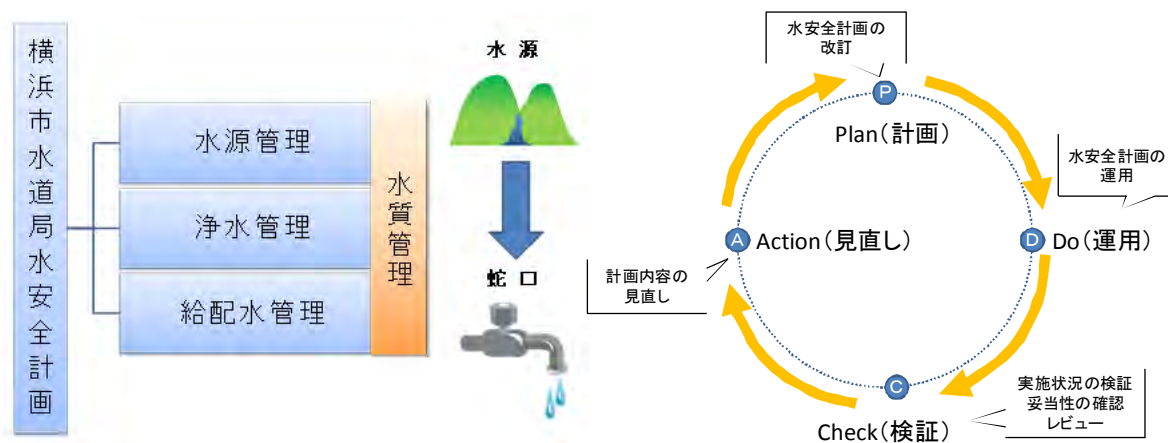 横浜市水道局水安全計画
水源管理
浄水管理
給配水管理
水質管理
水 源
蛇 口
水安全計画の
改訂
P
Plan(計画)
水安全計画の
運用
D
Do(運用)
A
Action(見直し)
計画内容の
見直し
C
Check(検証)
実施状況の検証
妥当性の確認
レビュー